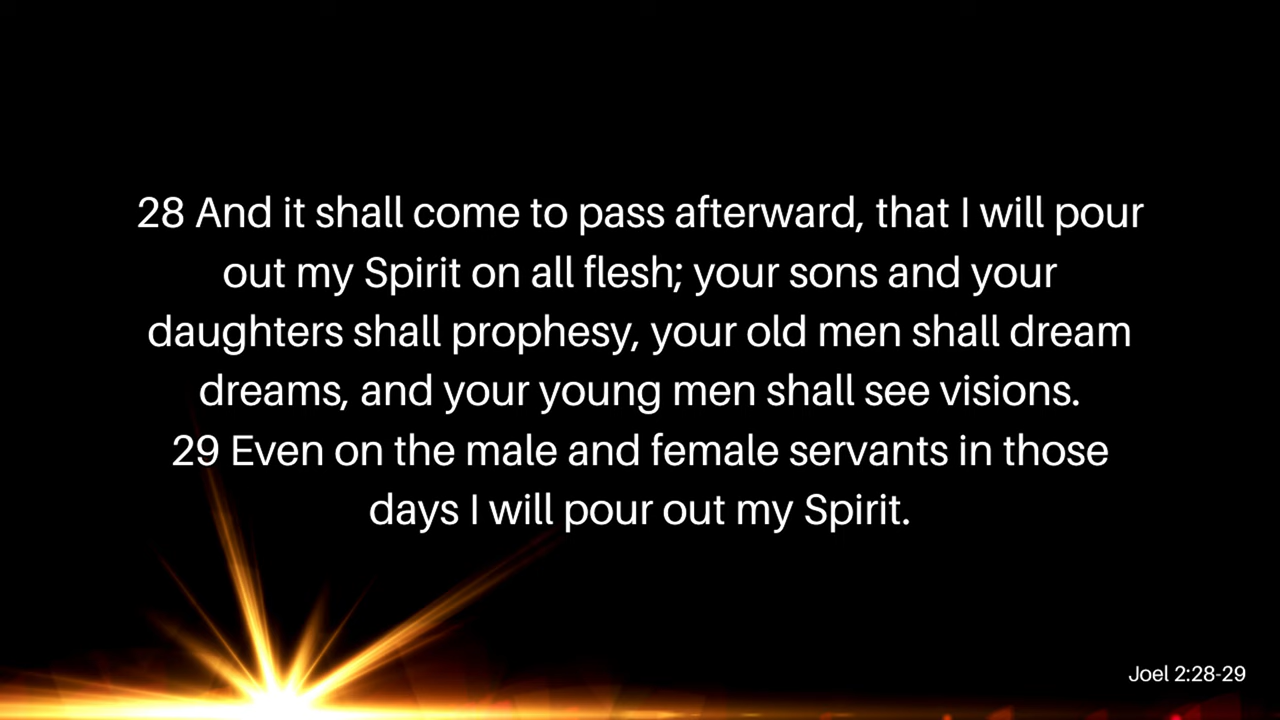 28 And it shall come to pass afterward, that I will pour
out my Spirit on all flesh; your sons and your
daughters shall prophesy, your old men shall dream
dreams, and your young men shall see visions.
29 Even on the male and female servants in those
days I will pour out my Spirit.
Joel 2:28-29